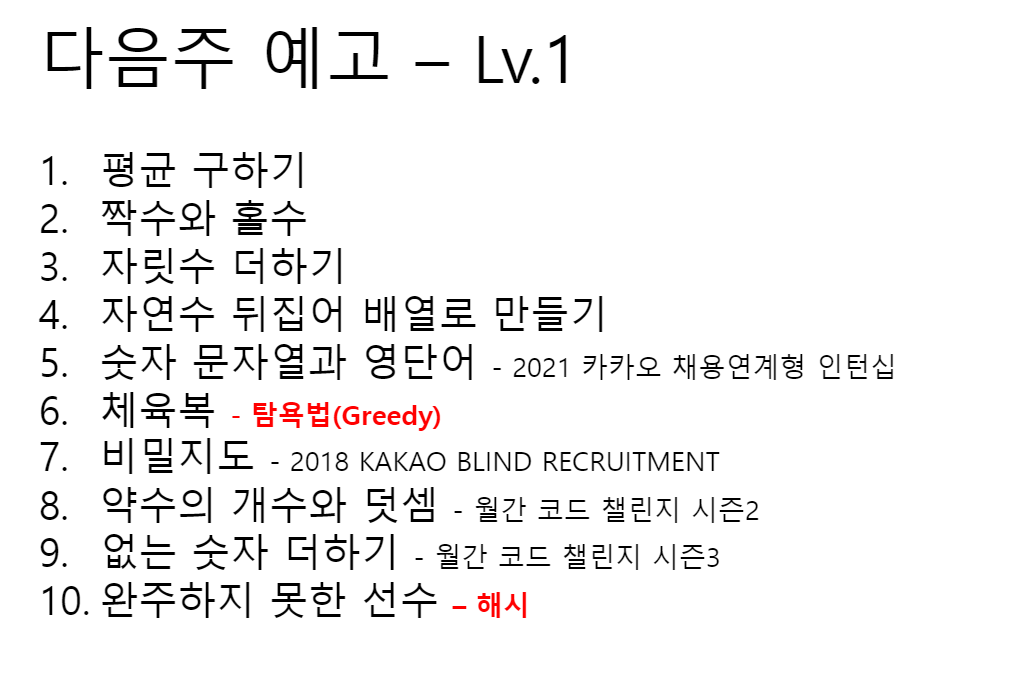 다음주 예고 – Lv.1
1. 평균 구하기
2. 짝수와 홀수
3. 자릿수 더하기
4. 자연수 뒤집어 배열로 만들기
5. 숫자 문자열과 영단어 - 2021 카카오 채용연계형 인턴십
6. 체육복 - 탐욕법(Greedy)
7. 비밀지도 - 2018 KAKAO BLIND RECRUITMENT
8. 약수의 개수와 덧셈 - 월간 코드 챌린지 시즌2
9. 없는 숫자 더하기 - 월간 코드 챌린지 시즌3
10. 완주하지 못한 선수 – 해시